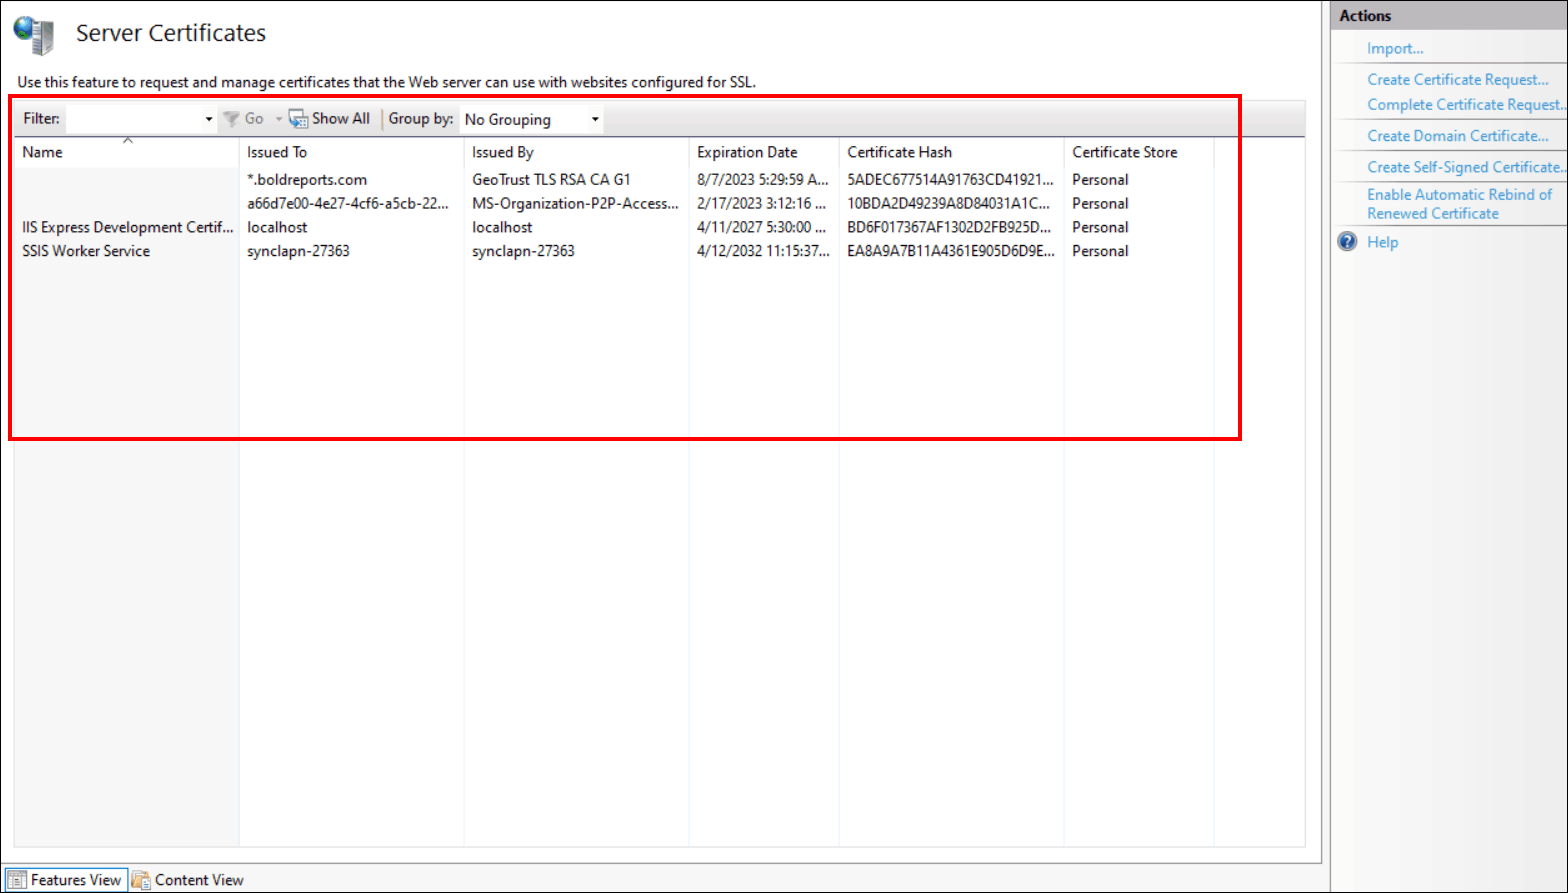 Server Certificates
Use this feature to request and manage certificates that the Web server can use with websites configured for SSL.
Filter: Go Show All Group by: No Grouping
Name Issued To Issued By Expiration Date Certificate Hash Certificate Store
*.boldreports.com GeoTrust TLS RSA CA G1 8/7/2023 5:29:59 A... 5ADEC677514A91763CD41921... Personal
a66d7e00-4e27-4cf6-a5cb-22... MS-Organization-P2P-Access... 2/17/2023 3:12:16 ... 10BDA2D49239A8D84031A1C... Personal
IIS Express Development Certif... localhost localhost 4/11/2027 5:30:00 ... BD6F017367AF1302D2FB925D... Personal
SSIS Worker Service synclapn-27363 synclapn-27363 4/12/2032 11:15:37... EA8A9A7B11A4361E905D6D9E... Personal
Features View Content View
Actions
Import...
Create Certificate Request...
Complete Certificate Request..
Create Domain Certificate...
Create Self-Signed Certificate..
Enable Automatic Rebind of
Renewed Certificate
Help